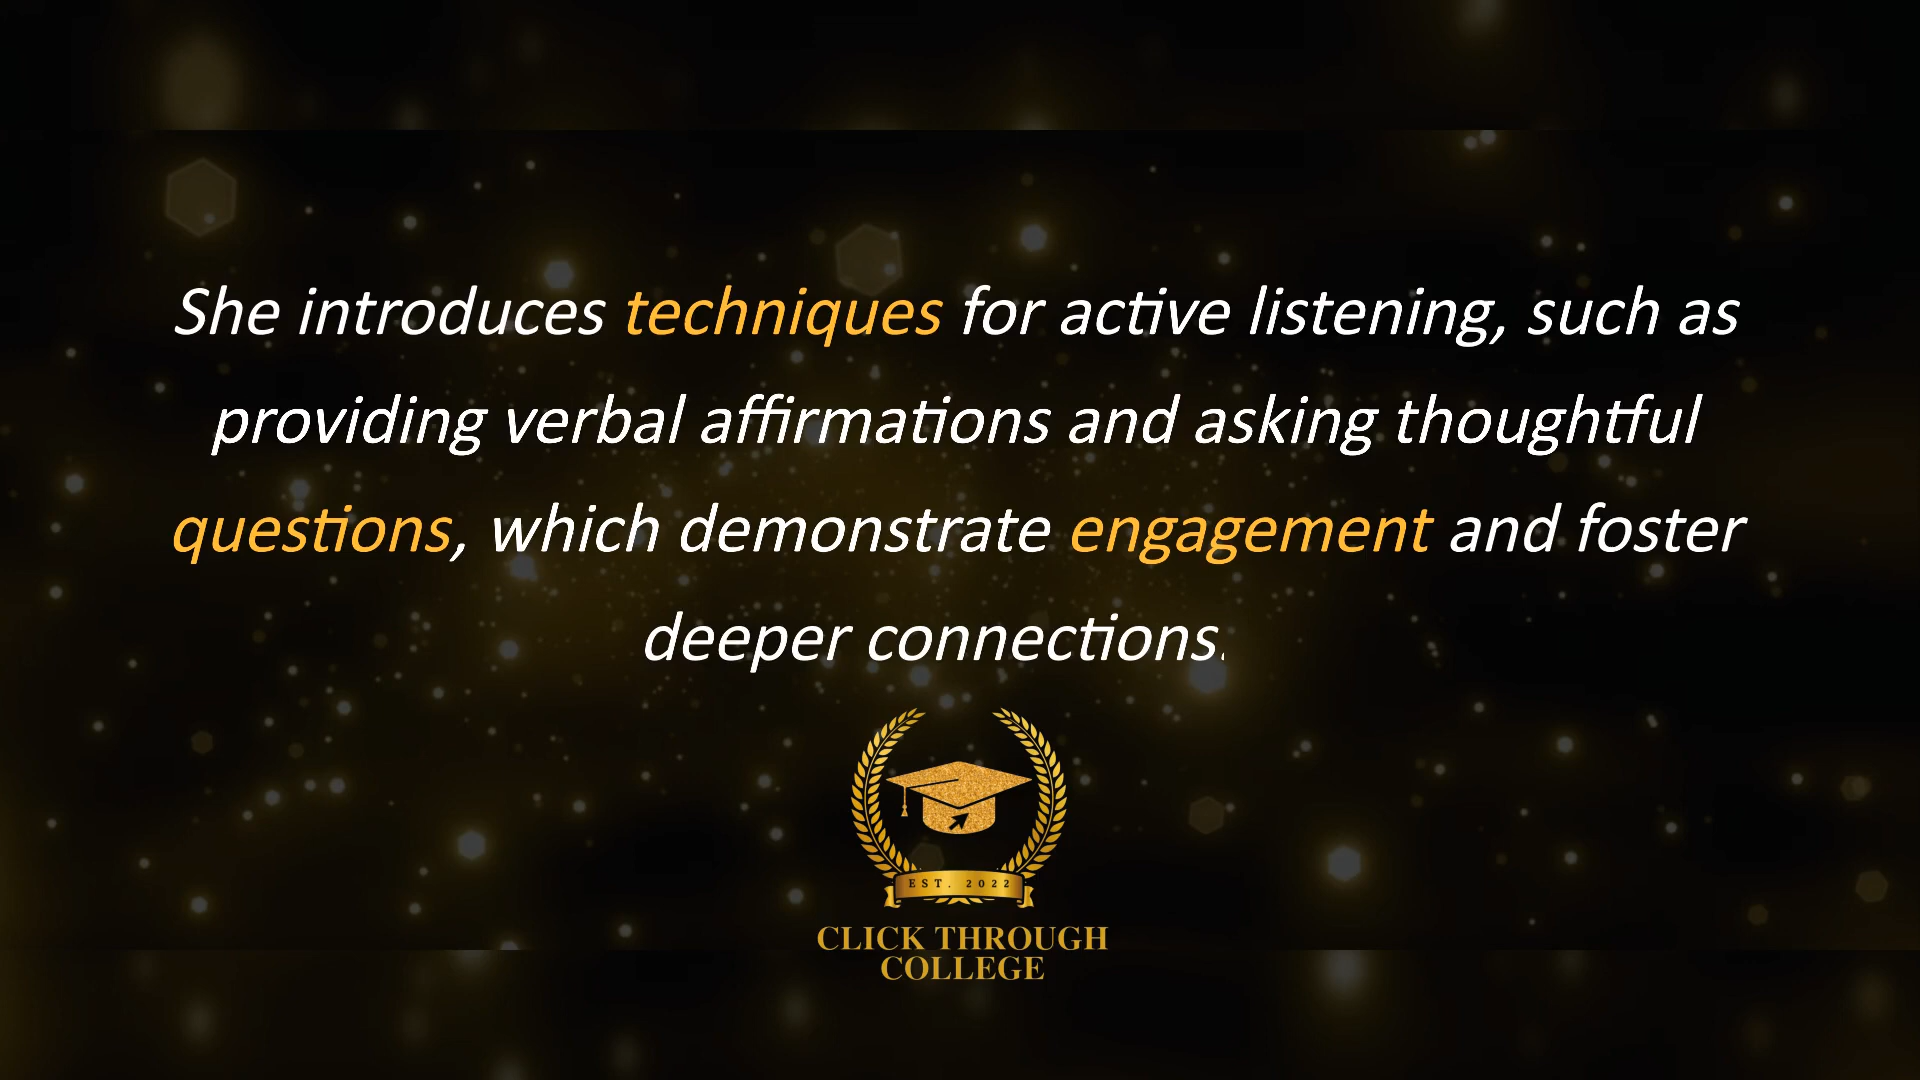 She introduces techniques for active listening, such as
providing verbal affirmations and asking thoughtful
questions, which demonstrate engagement and foster
deeper connections.
EST. 2022
CLICK THROUGH
COLLEGE